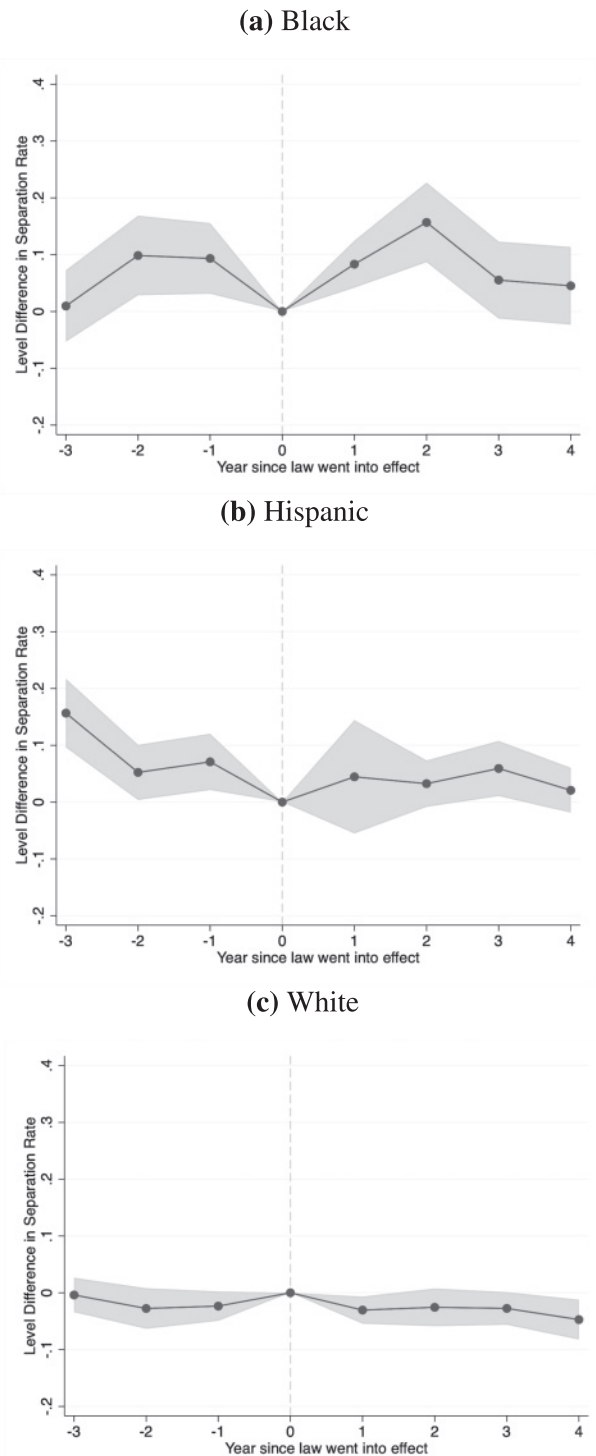 (a) Black
Level Difference in Separation Rate
.4
.3
.2
.1
0
-.1
-.2
-3 -2 -1 0 1 2 3 4
Year since law went into effect
(b) Hispanic
Level Difference in Separation Rate
.4
.3
.2
.1
0
-.1
-.2
-3 -2 -1 0 1 2 3 4
Year since law went into effect
(c) White
Level Difference in Separation Rate
.4
.3
.2
.1
0
-.1
-.2
-3 -2 -1 0 1 2 3 4
Year since law went into effect